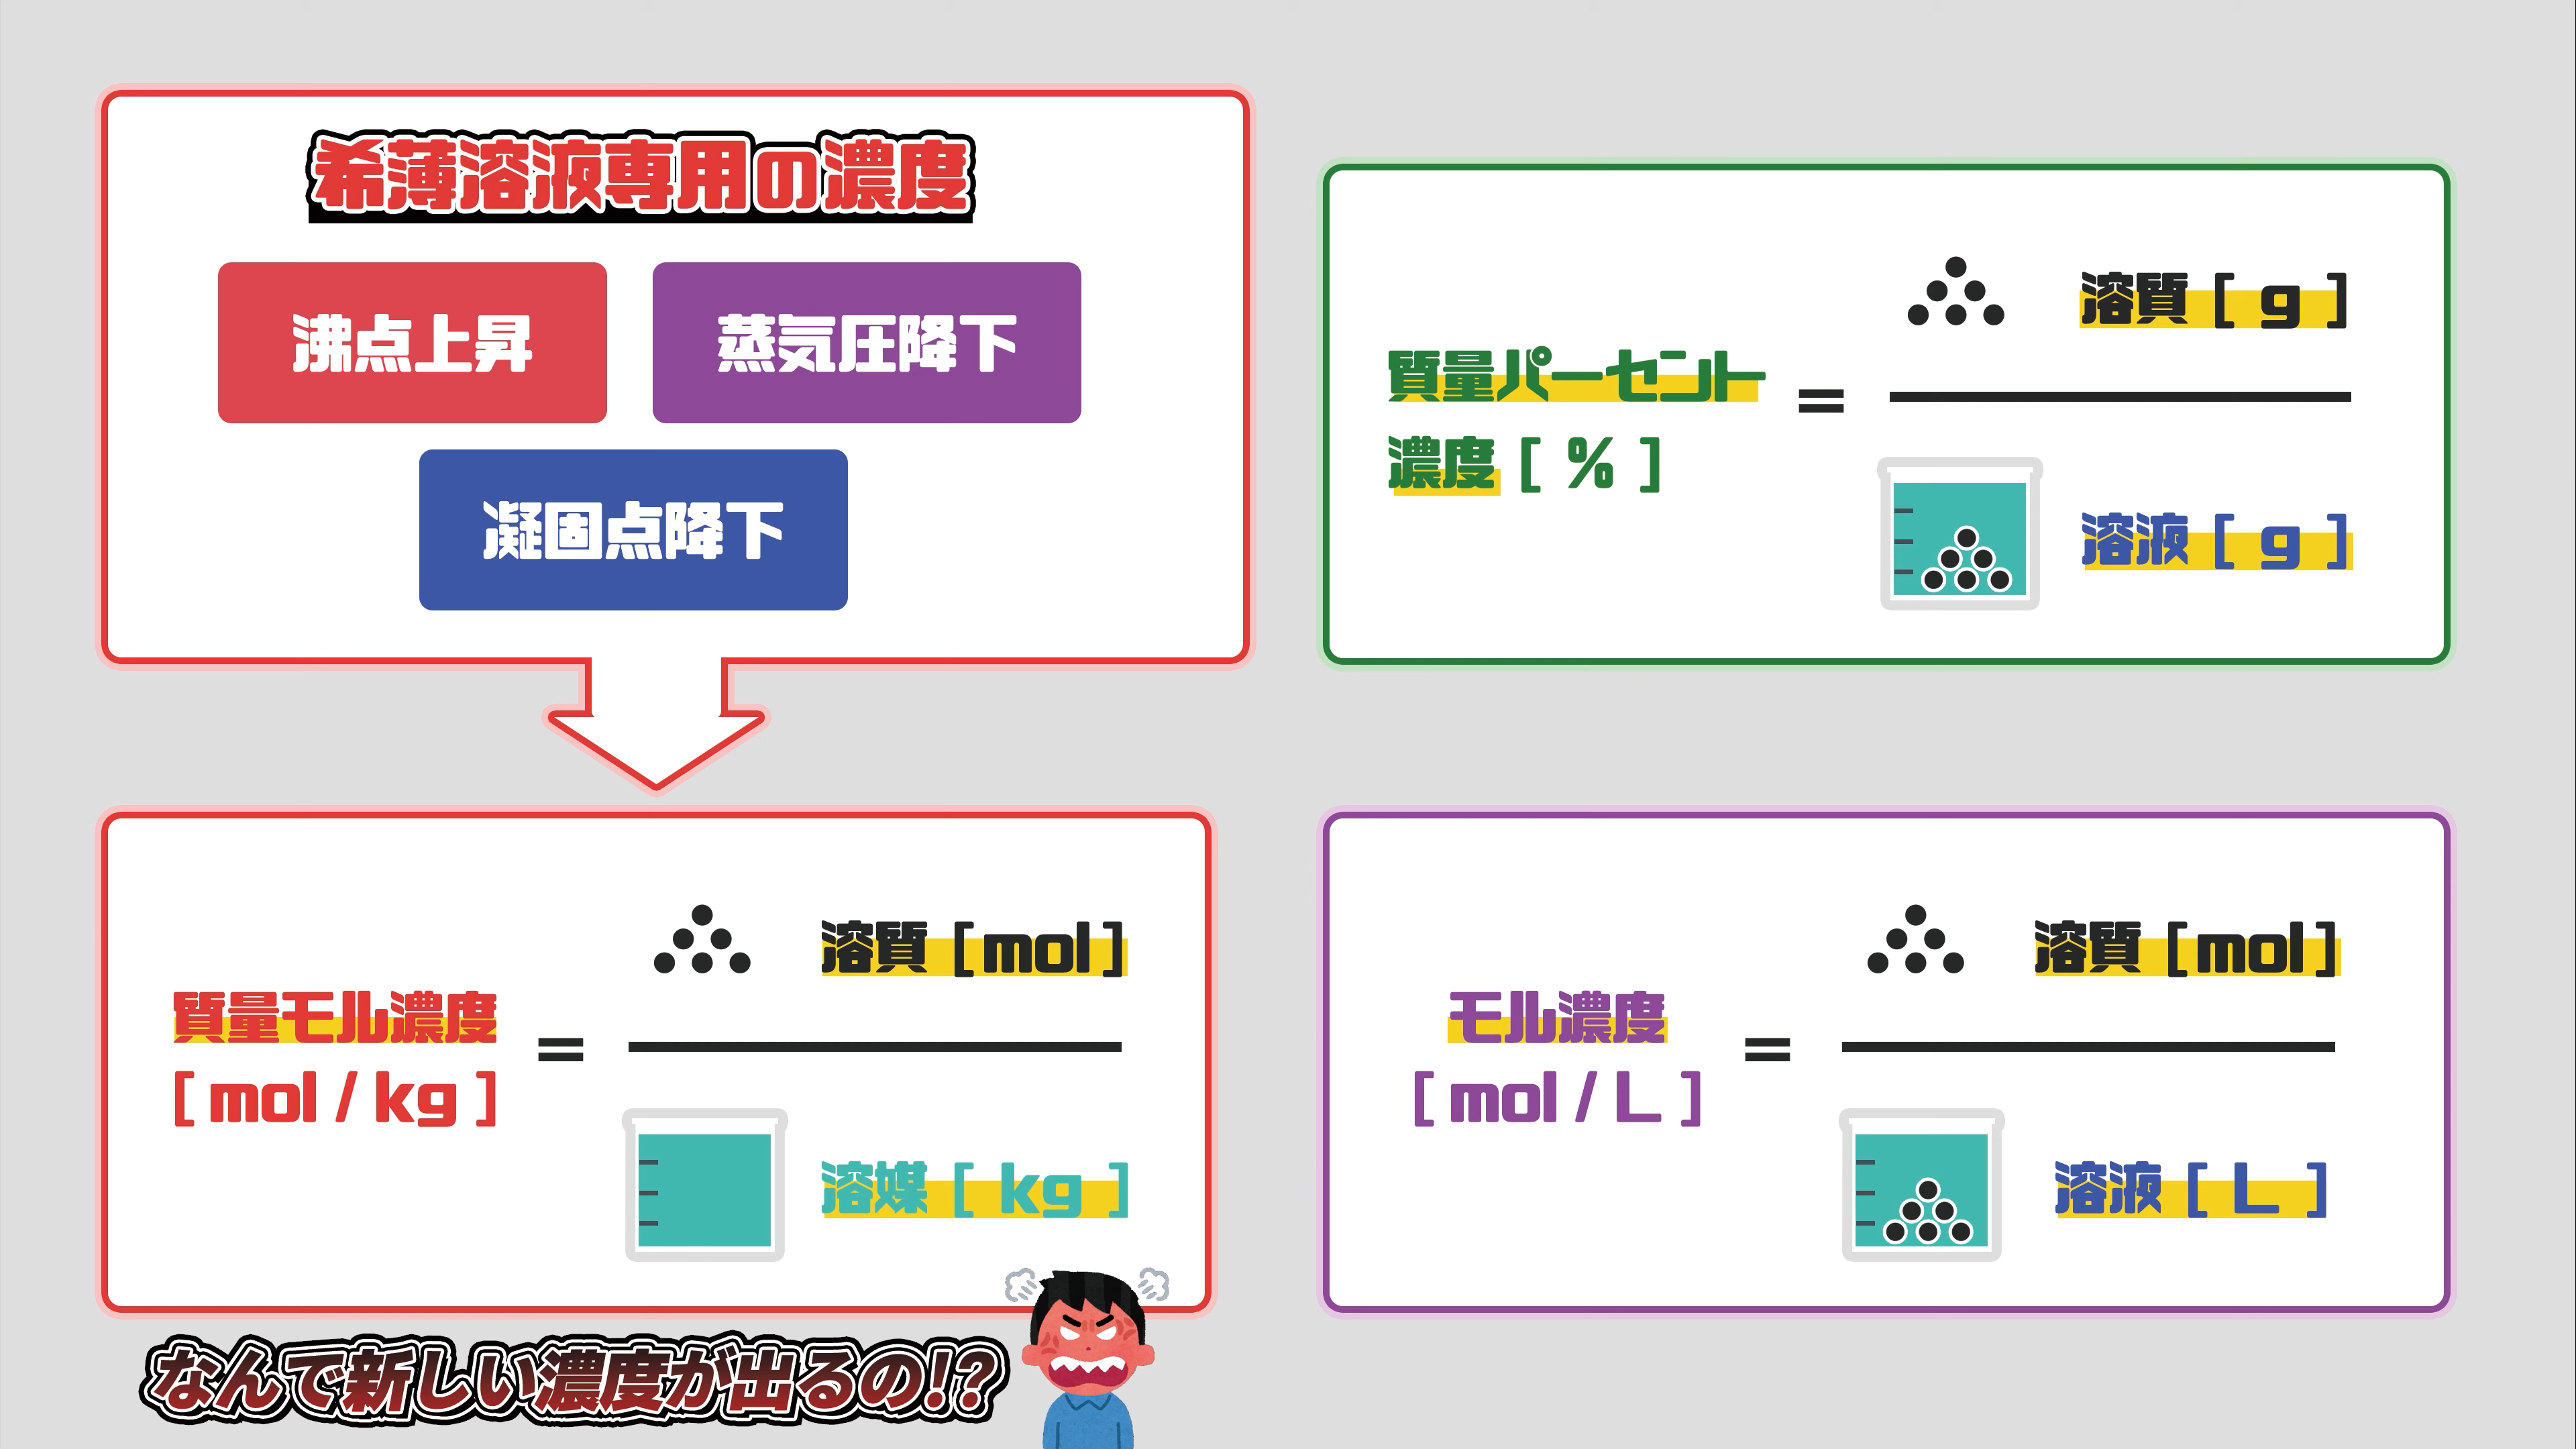 希薄溶液専用の濃度
沸点上昇
蒸気圧降下
凝固点降下
質量パーセント
濃度 [ % ]
=
溶質 [ g ]
溶液 [ g ]
質量モル濃度
[ mol / kg ]
=
溶質 [ mol ]
溶媒 [ kg ]
モル濃度
[ mol / L ]
=
溶質 [ mol ]
溶液 [ L ]
なんで新しい濃度が出るの!?